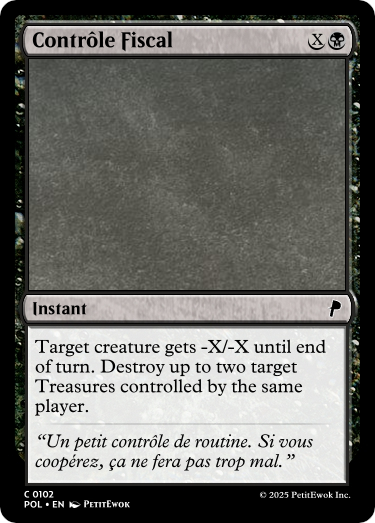 Contrôle Fiscal X
Instant
Target creature gets -X/-X until end
of turn. Destroy up to two target
Treasures controlled by the same
player.
“Un petit contrôle de routine. Si vous
coopérez, ça ne fera pas trop mal.”
C 0102
POL • EN PetitEwok
© 2025 PetitEwok Inc.